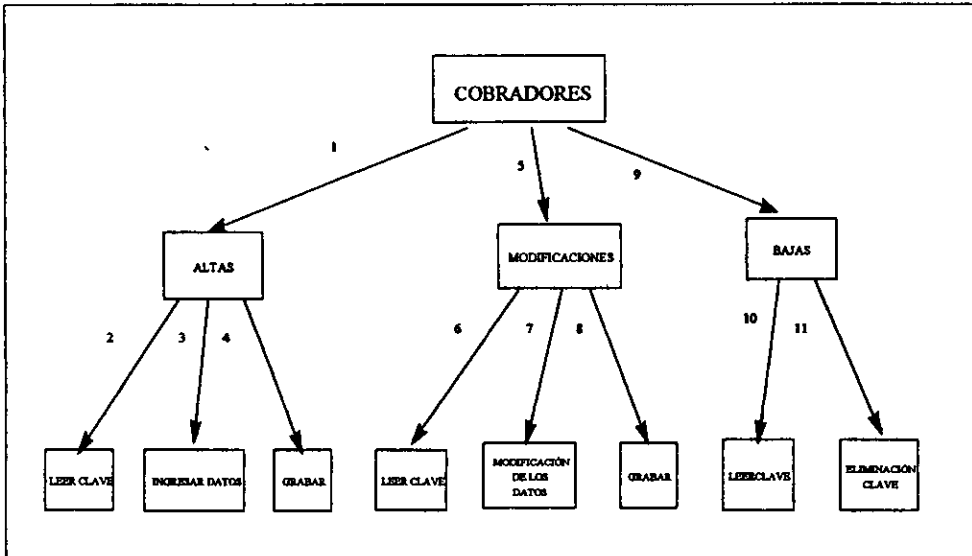 COBRADORES
1
5
9
ALTAS
MODIFICACIONES
BAJAS
2
3
4
6
7
8
10
11
LEER CLAVE
INGRESAR DATOS
GRABAR
LEER CLAVE
MODIFICACIÓN
DE LOS
DATOS
GRABAR
LEERCLAVE
ELIMINACIÓN
CLAVE